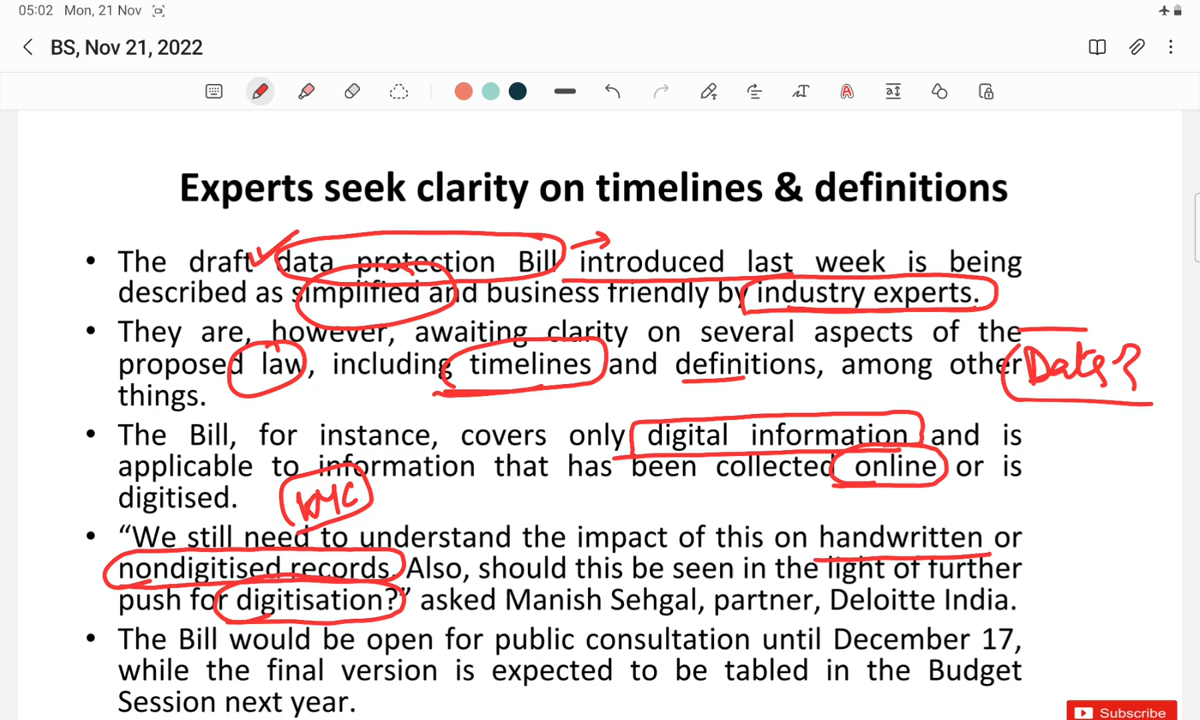 05:02 Mon, 21 Nov
BS, Nov 21, 2022
Experts seek clarity on timelines & definitions
• The draft data protection Bill introduced last week is being
described as simplified and business friendly by industry experts.
• They are, however, awaiting clarity on several aspects of the
proposed law, including timelines and definitions, among other
Date?
things.
• The Bill, for instance, covers only digital information and is
applicable to information that has been collected online or is
digitised.
KYC
• “We still need to understand the impact of this on handwritten or
nondigitised records. Also, should this be seen in the light of further
push for digitisation?” asked Manish Sehgal, partner, Deloitte India.
• The Bill would be open for public consultation until December 17,
while the final version is expected to be tabled in the Budget
Session next year.
Subscribe